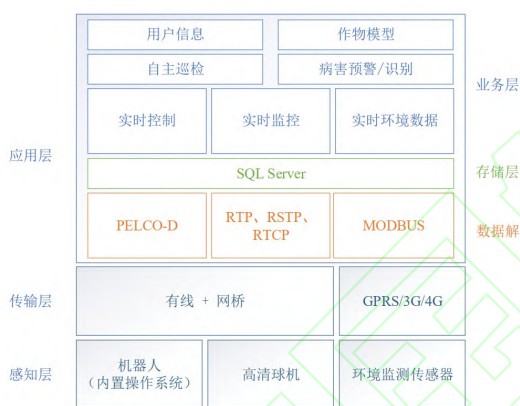 用户信息
作物模型
自主巡检
病害预警/识别
业务层
实时控制
实时监控
实时环境数据
应用层
SQL Server
存储层
PELCO-D
RTP、RSTP、
RTCP
MODBUS
数据解
传输层
有线 + 网桥
GPRS/3G/4G
感知层
机器人
（内置操作系统）
高清球机
环境监测传感器